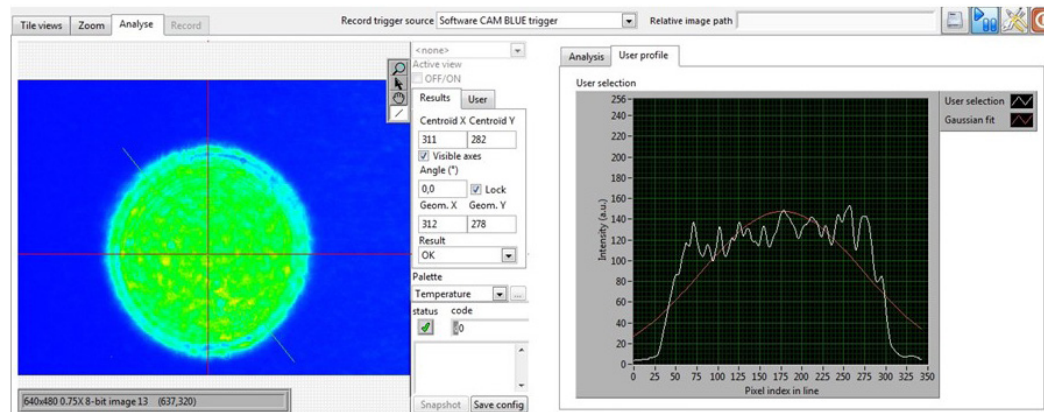 Tile views Zoom Analyse Record
Record trigger source Software CAM BLUE trigger Relative image path
<none>
Active view
OFF/ON
Results User
Centroïd X Centroïd Y
311 282
Visible axes
Angle (°)
0,0 Lock
Geom. X Geom. Y
312 278
Result
OK
Palette
Temperature ...
status code
0
Snapshot Save config
640x480 0.75X 8-bit image 13 (637,320)
Analysis User profile
User selection
User selection
Gaussian fit
Intensity (a.u.)
256
220
200
180
160
140
120
100
80
60
40
20
0
0 25 50 75 100 125 150 175 200 225 250 275 300 325 350
Pixel index in line